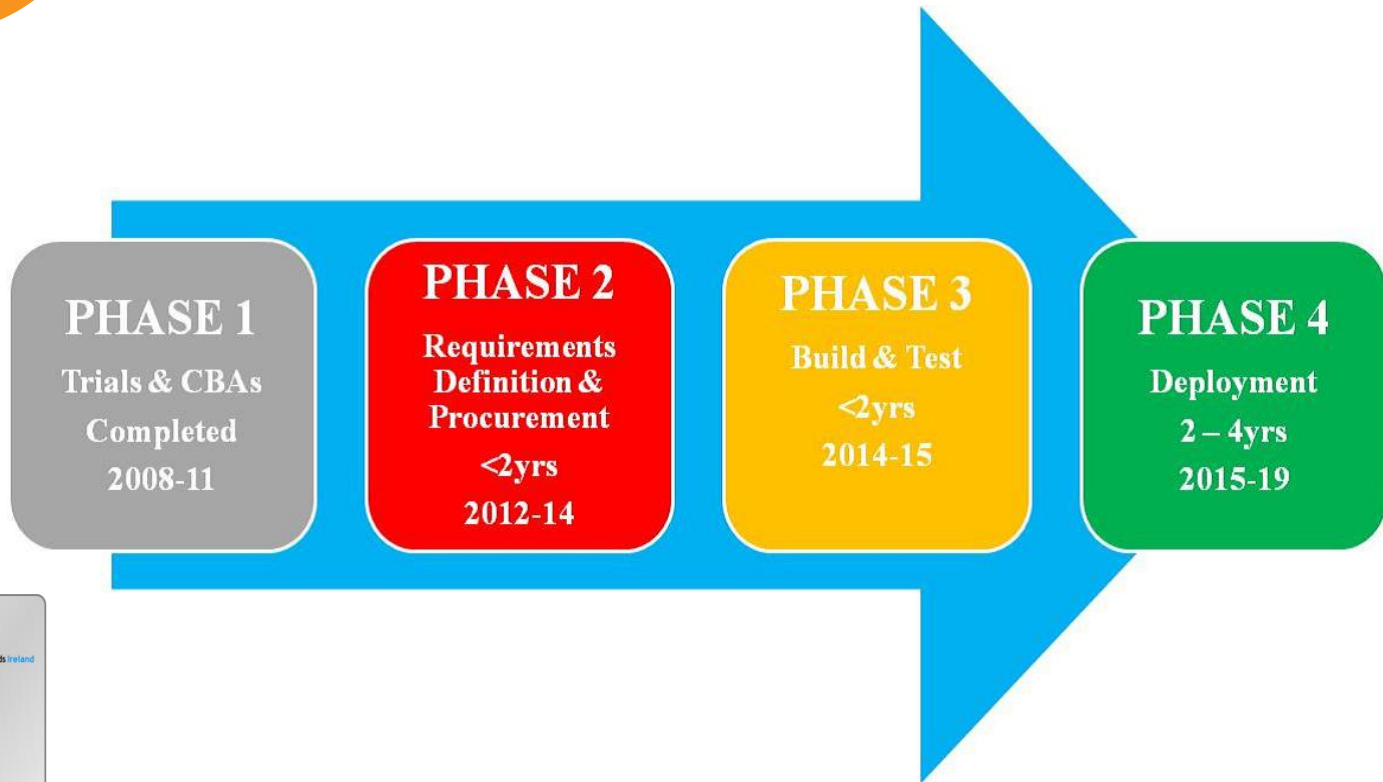 PHASE 1
Trials & CBAs
Completed
2008-11
PHASE 2
Requirements
Definition &
Procurement
<2yrs
2012-14
PHASE 3
Build & Test
<2yrs
2014-15
PHASE 4
Deployment
2 – 4yrs
2015-19
Ireland